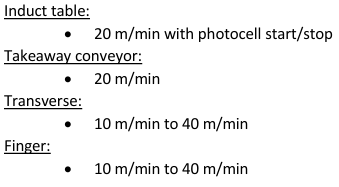 Induct table:
• 20 m/min with photocell start/stop
Takeaway conveyor:
• 20 m/min
Transverse:
• 10 m/min to 40 m/min
Finger:
• 10 m/min to 40 m/min